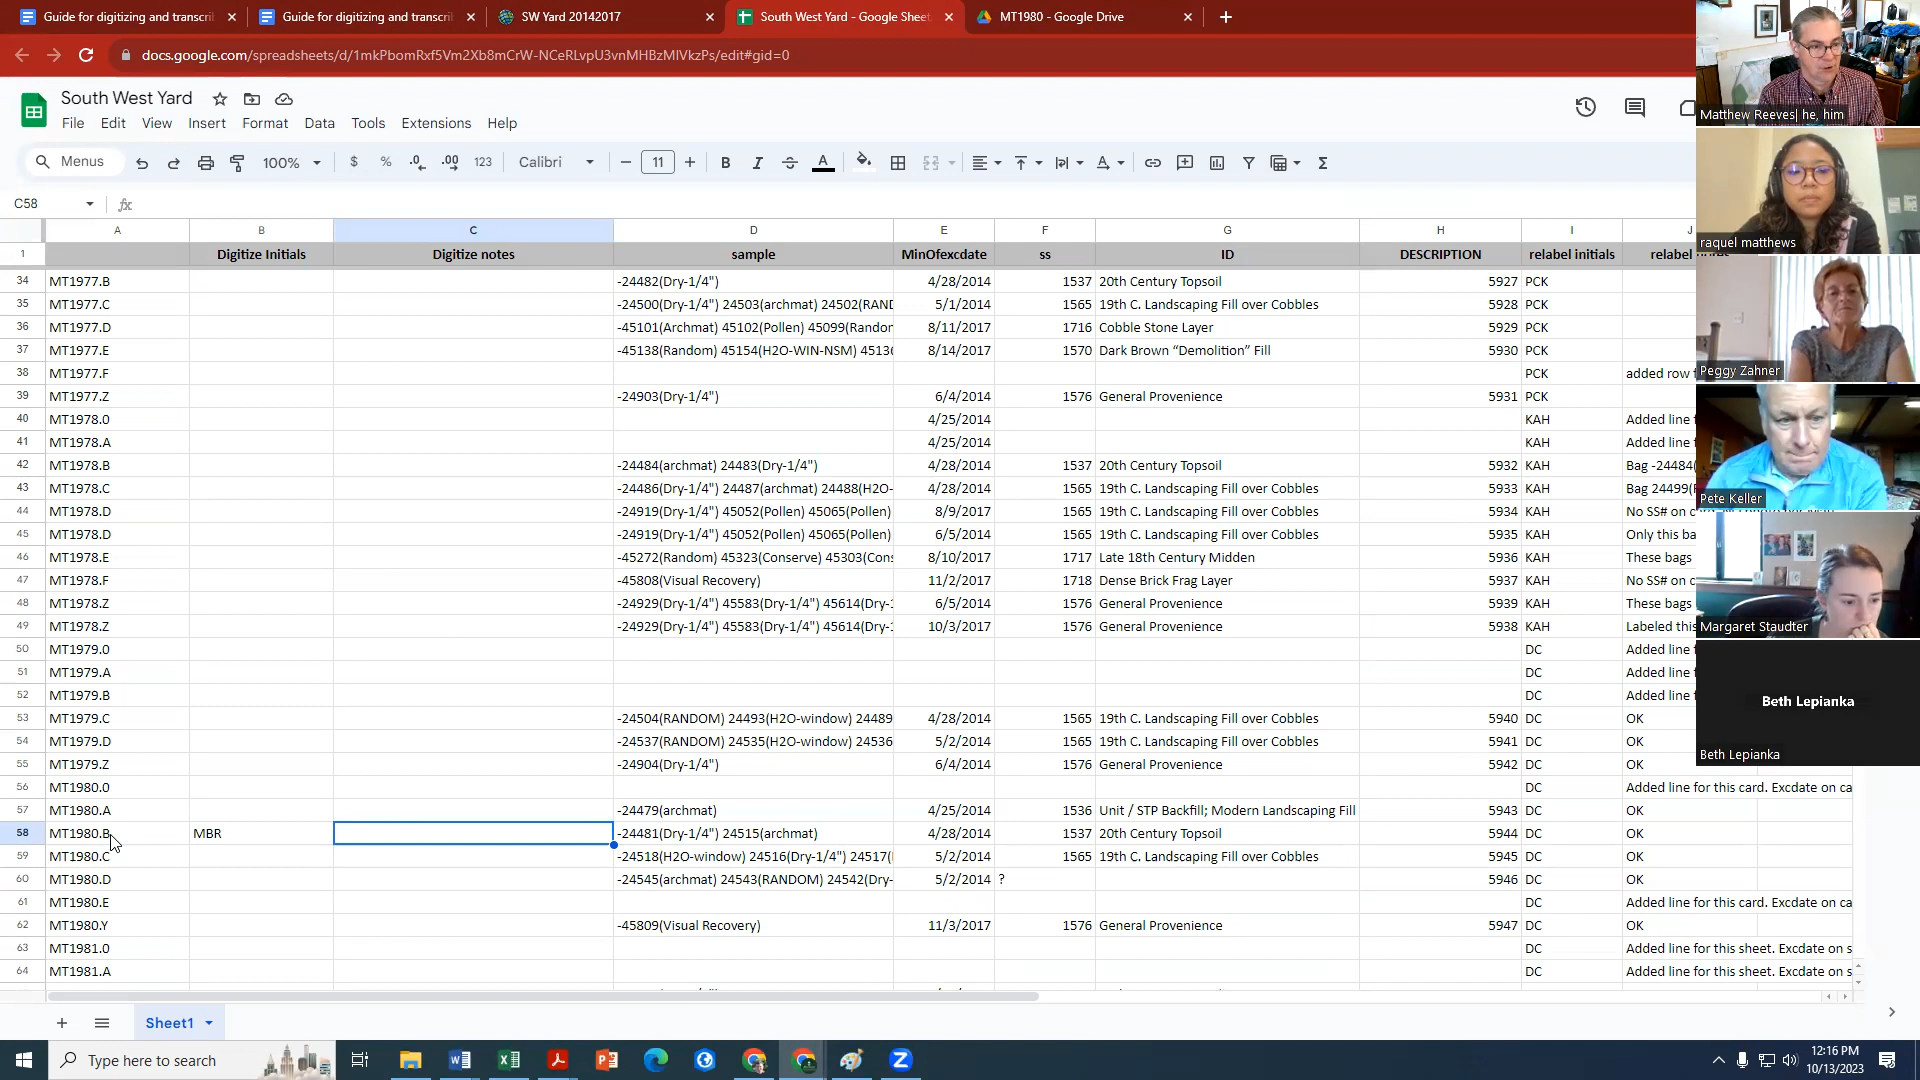 Guide for digitizing and transcrib
Guide for digitizing and transcrib
SW Yard 20142017
South West Yard - Google Sheet
MT1980 - Google Drive
docs.google.com/spreadsheets/d/1mkPbomRxf5Vm2Xb8mCrW-NCeRLvpU3vnMHBzMlVkzPs/edit#gid=0
South West Yard
File Edit View Insert Format Data Tools Extensions Help
Menus 100% $ % .0 .00 123 Calibri 11 B I A
C58 fx
A B C D E F G H I J
1 Digitize Initials Digitize notes sample MinOfexcdate ss ID DESCRIPTION relabel initials relabel
34 MT1977.B -24482(Dry-1/4") 4/28/2014 1537 20th Century Topsoil 5927 PCK
35 MT1977.C -24500(Dry-1/4") 24503(archmat) 24502(RAND 5/1/2014 1565 19th C. Landscaping Fill over Cobbles 5928 PCK
36 MT1977.D -45101(Archmat) 45102(Pollen) 45099(Randor 8/11/2017 1716 Cobble Stone Layer 5929 PCK
37 MT1977.E -45138(Random) 45154(H2O-WIN-NSM) 45136 8/14/2017 1570 Dark Brown “Demolition” Fill 5930 PCK
38 MT1977.F PCK added row
39 MT1977.Z -24903(Dry-1/4") 6/4/2014 1576 General Provenience 5931 PCK
40 MT1978.0 4/25/2014 KAH Added line
41 MT1978.A 4/25/2014 KAH Added line
42 MT1978.B -24484(archmat) 24483(Dry-1/4") 4/28/2014 1537 20th Century Topsoil 5932 KAH Bag -24484(
43 MT1978.C -24486(Dry-1/4") 24487(archmat) 24488(H2O- 4/28/2014 1565 19th C. Landscaping Fill over Cobbles 5933 KAH Bag 24499(
44 MT1978.D -24919(Dry-1/4") 45052(Pollen) 45065(Pollen) 8/9/2017 1565 19th C. Landscaping Fill over Cobbles 5934 KAH No SS# on
45 MT1978.D -24919(Dry-1/4") 45052(Pollen) 45065(Pollen) 6/5/2014 1565 19th C. Landscaping Fill over Cobbles 5935 KAH Only this ba
46 MT1978.E -45272(Random) 45323(Conserve) 45303(Cons 8/10/2017 1717 Late 18th Century Midden 5936 KAH These bags
47 MT1978.F -45808(Visual Recovery) 11/2/2017 1718 Dense Brick Frag Layer 5937 KAH No SS# on c
48 MT1978.Z -24929(Dry-1/4") 45583(Dry-1/4") 45614(Dry-1 6/5/2014 1576 General Provenience 5939 KAH These bags
49 MT1978.Z -24929(Dry-1/4") 45583(Dry-1/4") 45614(Dry-1 10/3/2017 1576 General Provenience 5938 KAH Labeled this
50 MT1979.0 DC Added line
51 MT1979.A DC Added line
52 MT1979.B DC Added line
53 MT1979.C -24504(RANDOM) 24493(H2O-window) 24489 4/28/2014 1565 19th C. Landscaping Fill over Cobbles 5940 DC OK
54 MT1979.D -24537(RANDOM) 24535(H2O-window) 24536 5/2/2014 1565 19th C. Landscaping Fill over Cobbles 5941 DC OK
55 MT1979.Z -24904(Dry-1/4") 6/4/2014 1576 General Provenience 5942 DC OK
56 MT1980.0 DC Added line for this card. Excdate on ca
57 MT1980.A -24479(archmat) 4/25/2014 1536 Unit / STP Backfill; Modern Landscaping Fill 5943 DC OK
58 MT1980.B MBR -24481(Dry-1/4") 24515(archmat) 4/28/2014 1537 20th Century Topsoil 5944 DC OK
59 MT1980.C -24518(H2O-window) 24516(Dry-1/4") 24517(I 5/2/2014 1565 19th C. Landscaping Fill over Cobbles 5945 DC OK
60 MT1980.D -24545(archmat) 24543(RANDOM) 24542(Dry- 5/2/2014 ? 5946 DC OK
61 MT1980.E DC Added line for this card. Excdate on ca
62 MT1980.Y -45809(Visual Recovery) 11/3/2017 1576 General Provenience 5947 DC OK
63 MT1981.0 DC Added line for this sheet. Excdate on s
64 MT1981.A DC Added line for this sheet. Excdate on s
Sheet1
Matthew Reeves| he, him
raquel matthews
Peggy Zahner
Pete Keller
Margaret Staudter
Beth Lepianka
Beth Lepianka
Type here to search
12:16 PM
10/13/2023